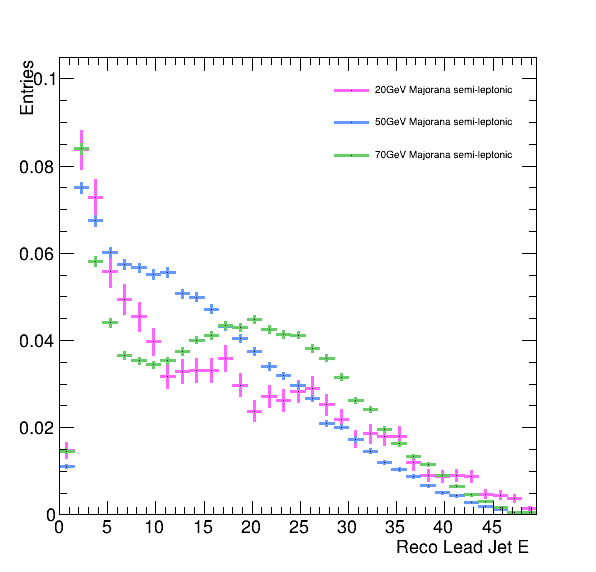 Entries
0.1
0.08
0.06
0.04
0.02
0
20GeV Majorana semi-leptonic
50GeV Majorana semi-leptonic
70GeV Majorana semi-leptonic
0 5 10 15 20 25 30 35 40 45
Reco Lead Jet E